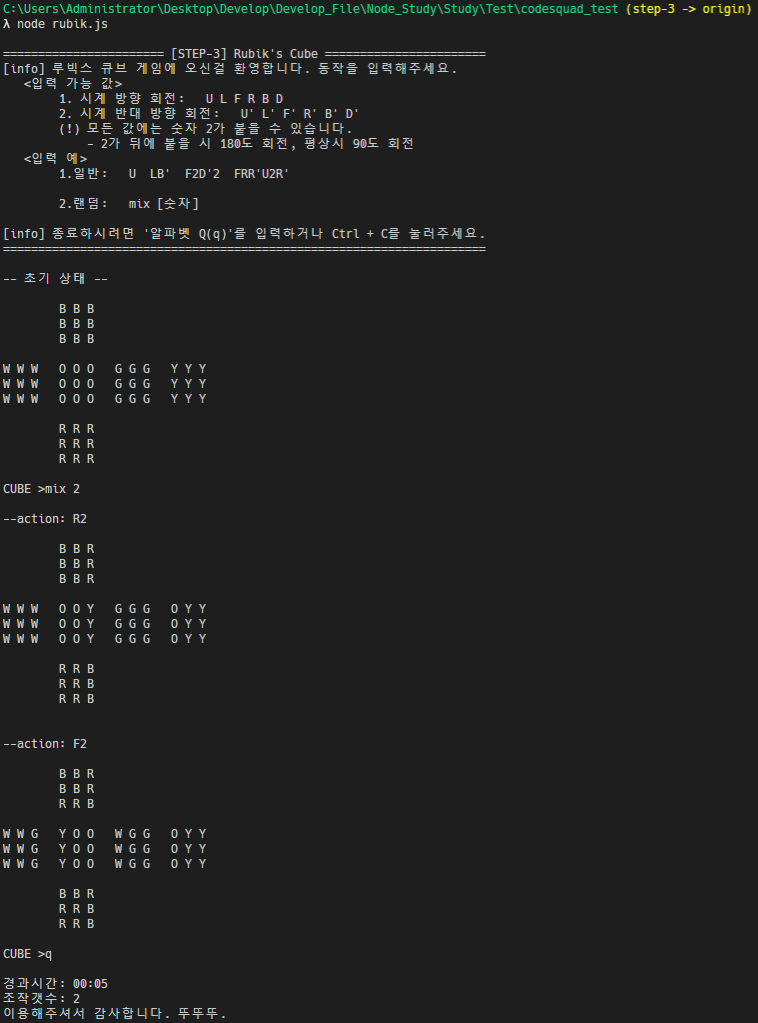 C:\Users\Administrator\Desktop\Develop\Develop_File\Node_Study\Study\Test\codesquad_test (step-3 -> origin)
λ node rubik.js
======================= [STEP-3] Rubik's Cube =======================
[info] 루빅스 큐브 게임에 오신걸 환영합니다. 동작을 입력해주세요.
<입력 가능 값>
1. 시계 방향 회전: U L F R B D
2. 시계 반대 방향 회전: U' L' F' R' B' D'
(!) 모든 값에는 숫자 2가 붙을 수 있습니다.
- 2가 뒤에 붙을 시 180도 회전, 평상시 90도 회전
<입력 예>
1.일반: U LB' F2D'2 FRR'U2R'
2.랜덤: mix [숫자]
[info] 종료하시려면 '알파벳 Q(q)'를 입력하거나 Ctrl + C를 눌러주세요.
=====================================================================
-- 초기 상태 --
B B B
B B B
B B B
W W W O O O G G G Y Y Y
W W W O O O G G G Y Y Y
W W W O O O G G G Y Y Y
R R R
R R R
R R R
CUBE >mix 2
--action: R2
B B R
B B R
B B R
W W W O O Y G G G O Y Y
W W W O O Y G G G O Y Y
W W W O O Y G G G O Y Y
R R B
R R B
R R B
--action: F2
B B R
B B R
R R B
W W G Y O O W G G O Y Y
W W G Y O O W G G O Y Y
W W G Y O O W G G O Y Y
B B R
R R B
R R B
CUBE >q
경과시간: 00:05
조작갯수: 2
이용해주셔서 감사합니다. 뚜뚜뚜.